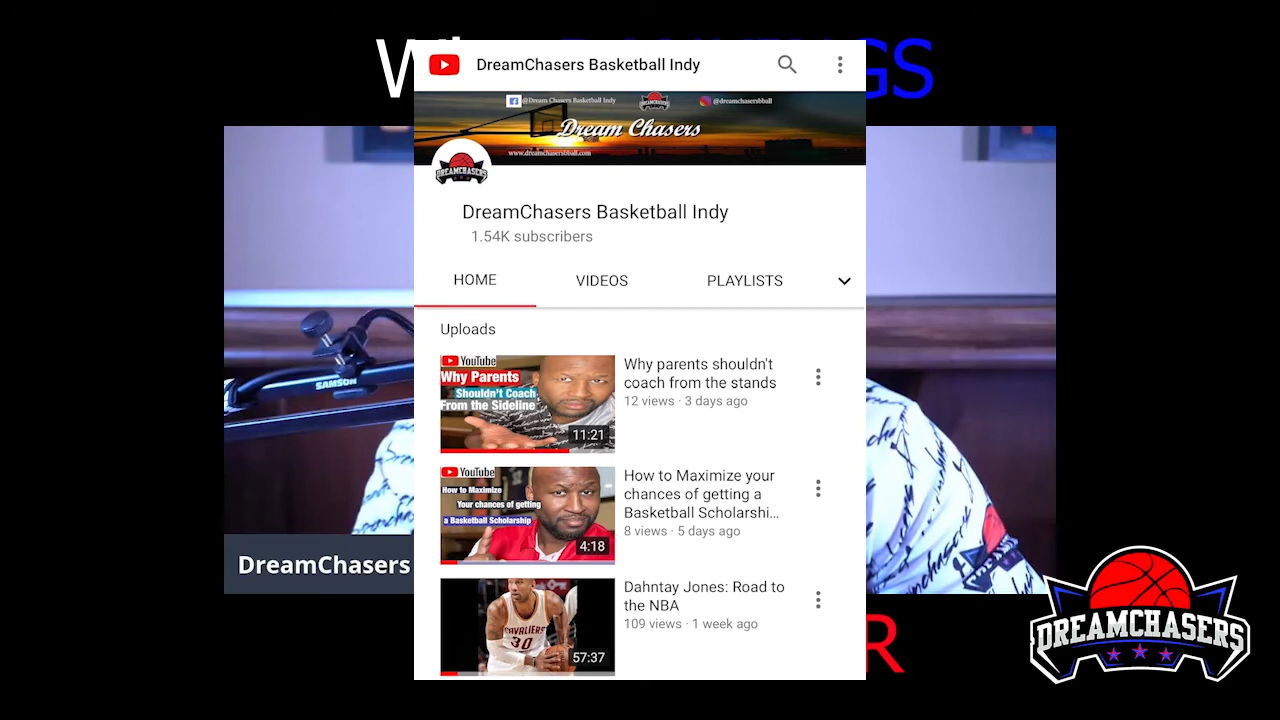 DreamChasers Basketball Indy
@Dream Chasers Basketball Indy
@dreamchasersbball
Dream Chasers
www.dreamchasersbball.com
DREAMCHASERS
DreamChasers Basketball Indy
1.54K subscribers
HOME
VIDEOS
PLAYLISTS
Uploads
YouTube
Why Parents
Shouldn't Coach
From the Sideline
11:21
Why parents shouldn't
coach from the stands
12 views · 3 days ago
YouTube
How to Maximize
Your chances of getting
a Basketball Scholarship
4:18
How to Maximize your
chances of getting a
Basketball Scholarshi...
8 views · 5 days ago
CAVALIERS
30
57:37
Dahntay Jones: Road to
the NBA
109 views · 1 week ago
SAMSON
DreamChasers
DREAMCHASERS